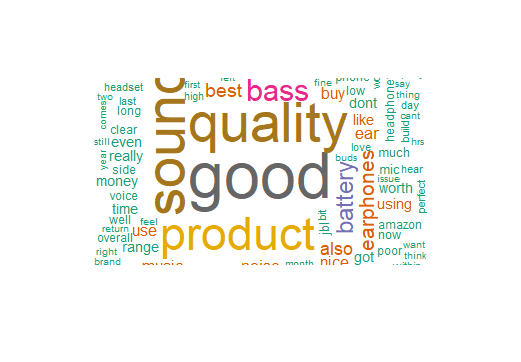 left
first
high
best
bass
fine
buy
phone
low
dont
say
thing
day
headset
two
comes
last
long
sound
quality
like
ear
headphone
build
cant
hrs
clear
still
even
love
really
buds
much
year
side
money
good
battery
earphones
mic
hear
issue
worth
perfect
voice
time
using
well
feel
jbl
bit
amazon
return
use
product
now
overall
right
range
also
poor
want
brand
nice
got
think
music
noise
month
within